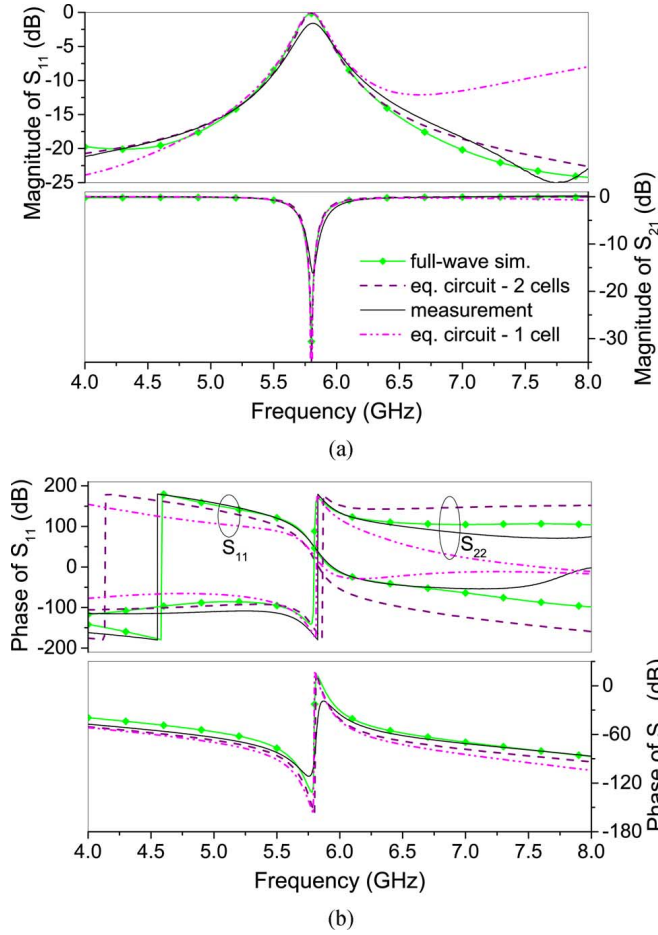 Magnitude of S11 (dB)
0
-5
-10
-15
-20
-25
0
-10
-20
-30
Magnitude of S21 (dB)
full-wave sim.
eq. circuit - 2 cells
measurement
eq. circuit - 1 cell
4.0 4.5 5.0 5.5 6.0 6.5 7.0 7.5 8.0
Frequency (GHz)
(a)
Phase of S11 (dB)
200
100
0
-100
-200
S11
S22
0
-60
-120
-180
Phase of S (dB)
4.0 4.5 5.0 5.5 6.0 6.5 7.0 7.5 8.0
Frequency (GHz)
(b)